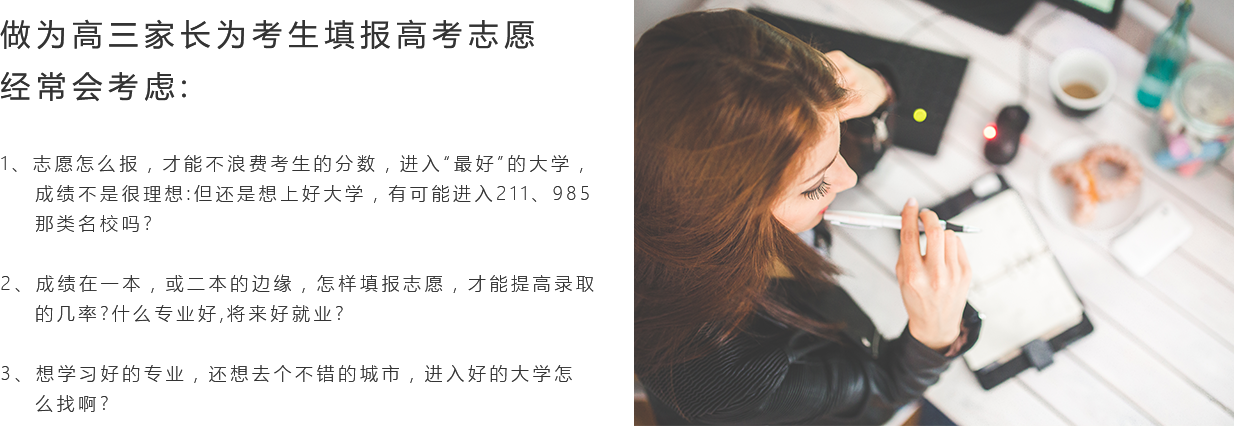 做为高三家长为考生填报高考志愿
经常会考虑:
1、志愿怎么报，才能不浪费考生的分数，进入“最好”的大学，
成绩不是很理想:但还是想上好大学，有可能进入211、985
那类名校吗?
2、成绩在一本，或二本的边缘，怎样填报志愿，才能提高录取
的几率?什么专业好,将来好就业?
3、想学习好的专业，还想去个不错的城市，进入好的大学怎
么找啊?